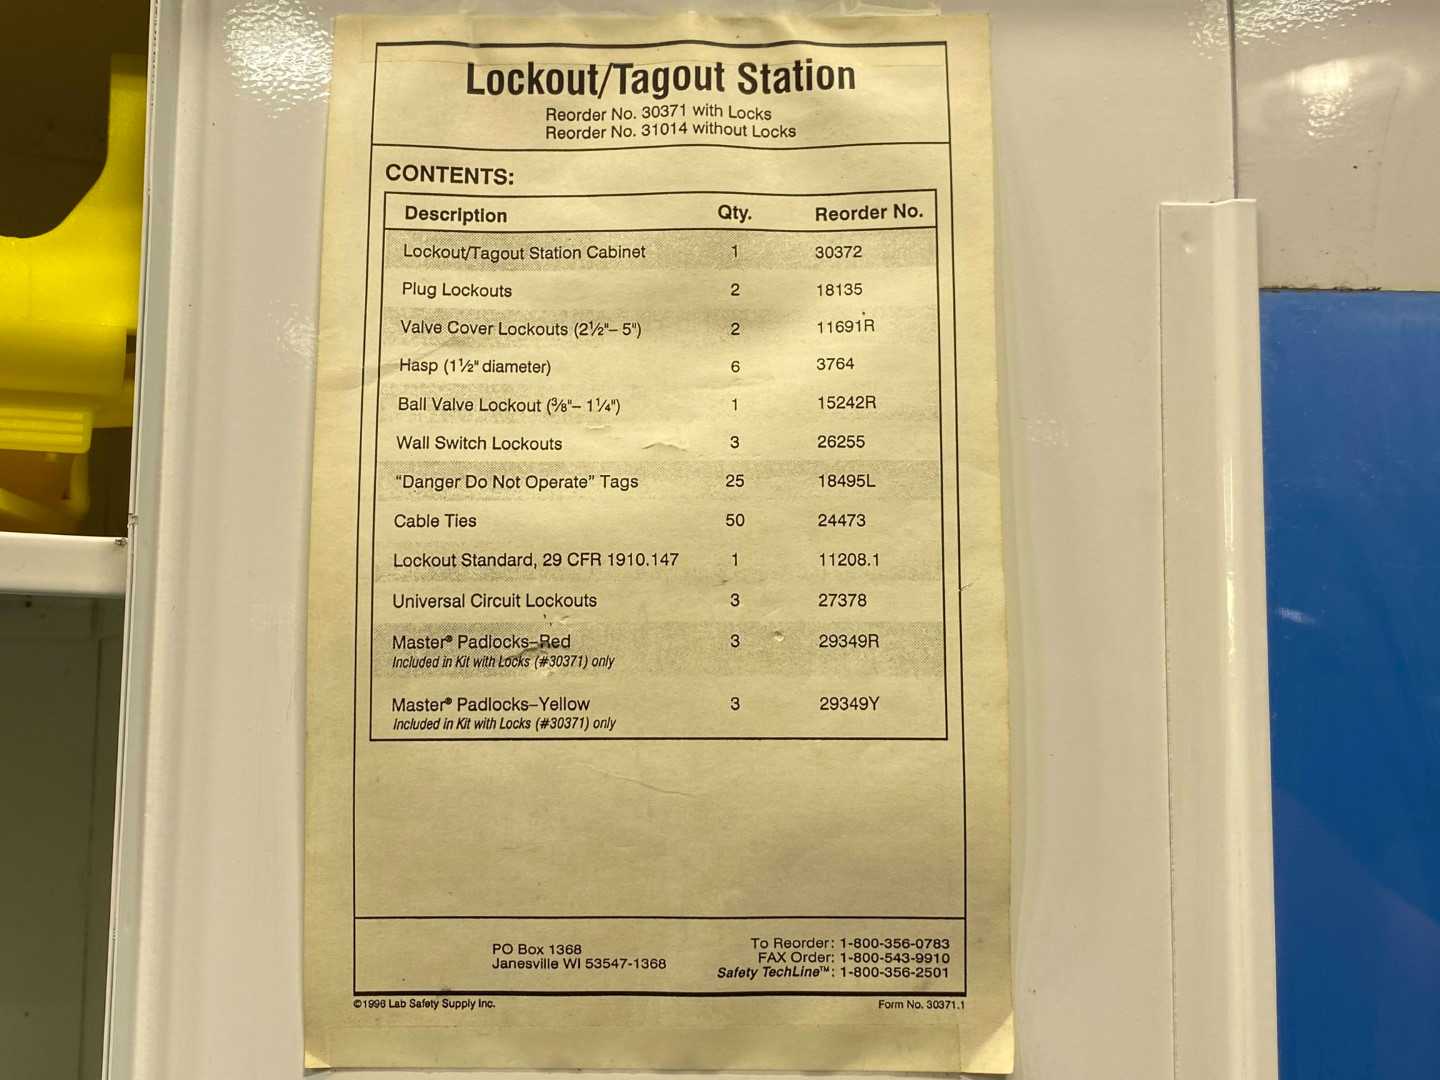 Lockout/Tagout Station
Reorder No. 30371 with Locks
Reorder No. 31014 without Locks
CONTENTS:
Description Qty. Reorder No.
Lockout/Tagout Station Cabinet 1 30372
Plug Lockouts 2 18135
Valve Cover Lockouts (2½"– 5") 2 11691R
Hasp (1½" diameter) 6 3764
Ball Valve Lockout (⅜"– 1¼") 1 15242R
Wall Switch Lockouts 3 26255
“Danger Do Not Operate” Tags 25 18495L
Cable Ties 50 24473
Lockout Standard, 29 CFR 1910.147 1 11208.1
Universal Circuit Lockouts 3 27378
Master® Padlocks–Red 3 29349R
Included in Kit with Locks (#30371) only
Master® Padlocks–Yellow 3 29349Y
Included in Kit with Locks (#30371) only
PO Box 1368
Janesville WI 53547-1368
To Reorder: 1-800-356-0783
FAX Order: 1-800-543-9910
Safety TechLine™: 1-800-356-2501
©1996 Lab Safety Supply Inc.
Form No. 30371.1